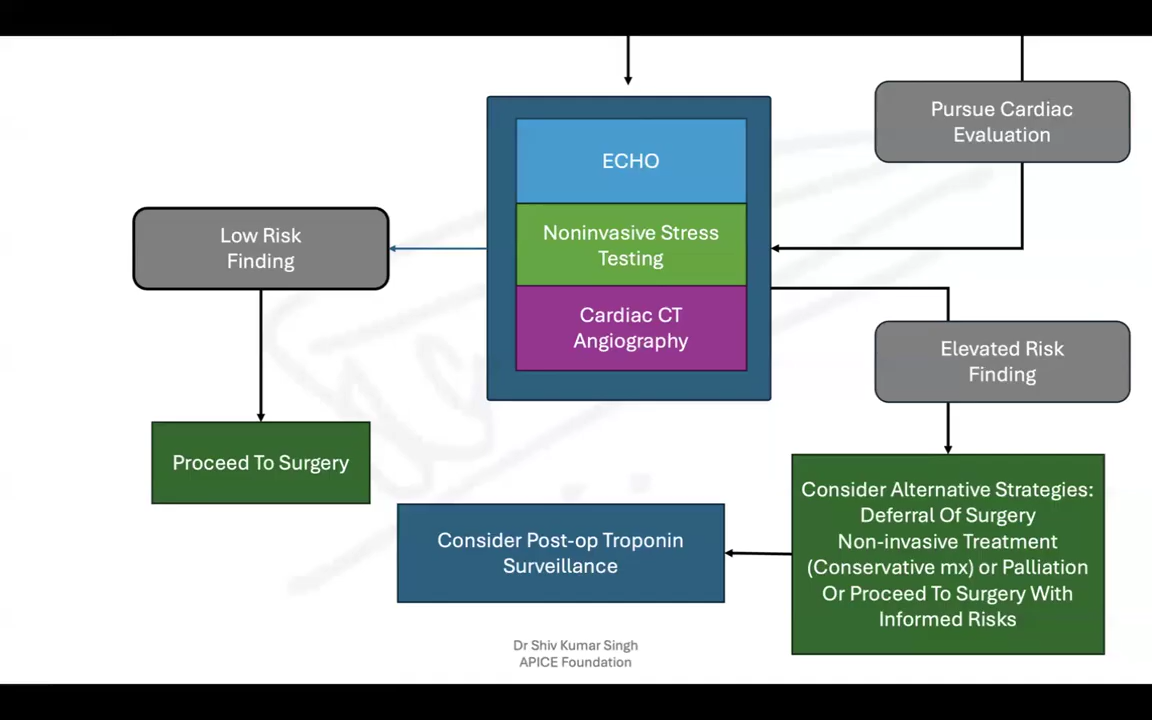 Pursue Cardiac
Evaluation
ECHO
Noninvasive Stress
Testing
Cardiac CT
Angiography
Low Risk
Finding
Elevated Risk
Finding
Proceed To Surgery
Consider Alternative Strategies:
Deferral Of Surgery
Non-invasive Treatment
(Conservative mx) or Palliation
Or Proceed To Surgery With
Informed Risks
Consider Post-op Troponin
Surveillance
Dr Shiv Kumar Singh
APICE Foundation